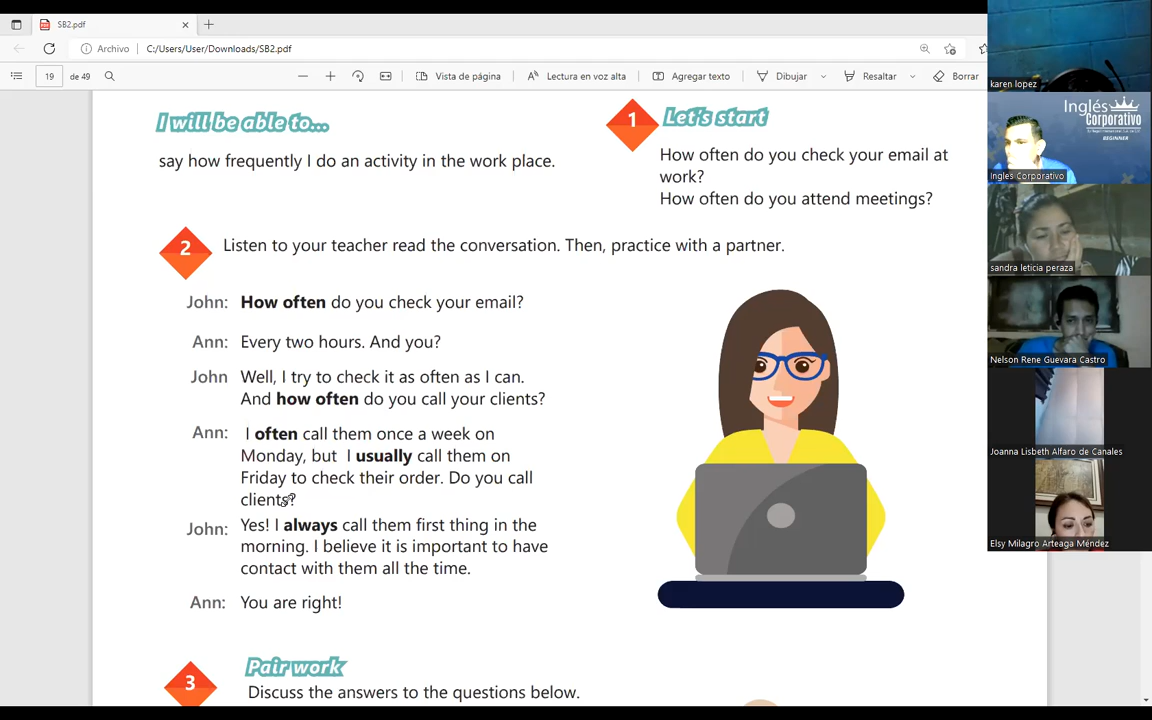 SB2.pdf
Archivo
C:/Users/User/Downloads/SB2.pdf
19
de 49
Vista de página
Lectura en voz alta
Agregar texto
Dibujar
Resaltar
Borrar
I will be able to...
say how frequently I do an activity in the work place.
1
Let's start
How often do you check your email at
work?
How often do you attend meetings?
2
Listen to your teacher read the conversation. Then, practice with a partner.
John: How often do you check your email?
Ann: Every two hours. And you?
John Well, I try to check it as often as I can.
And how often do you call your clients?
Ann: I often call them once a week on
Monday, but I usually call them on
Friday to check their order. Do you call
clients?
John: Yes! I always call them first thing in the
morning. I believe it is important to have
contact with them all the time.
Ann: You are right!
3
Pair work
Discuss the answers to the questions below.
karen lopez
Inglés
Corporativo
BEGINNER
Ingles Corporativo
sandra leticia peraza
Nelson Rene Guevara Castro
Joanna Lisbeth Alfaro de Canales
Elsy Milagro Arteaga Méndez